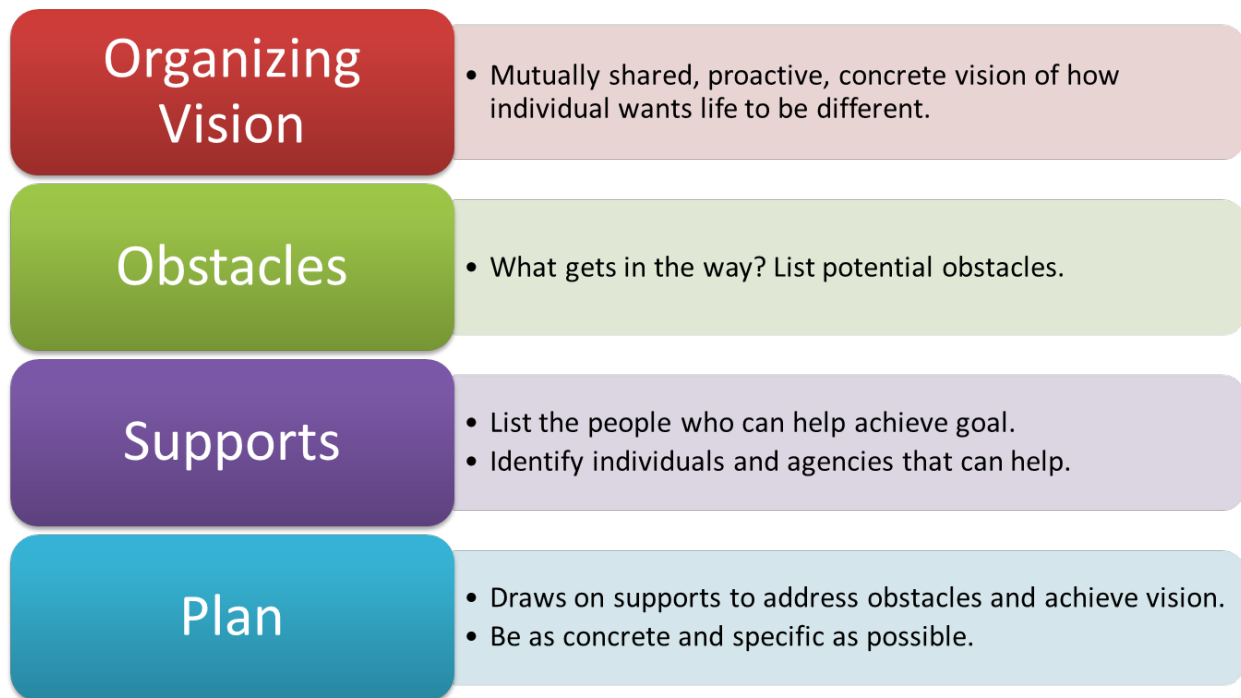 Organizing
Vision
• Mutually shared, proactive, concrete vision of how
individual wants life to be different.
Obstacles
• What gets in the way? List potential obstacles.
Supports
• List the people who can help achieve goal.
• Identify individuals and agencies that can help.
Plan
• Draws on supports to address obstacles and achieve vision.
• Be as concrete and specific as possible.